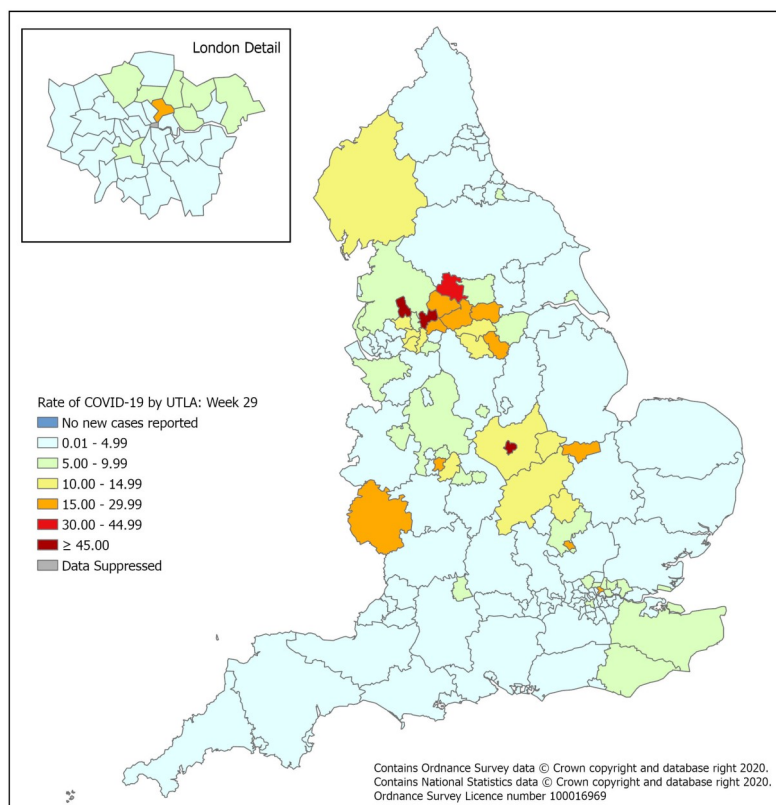 London Detail
Rate of COVID-19 by UTLA: Week 29
No new cases reported
0.01 - 4.99
5.00 - 9.99
10.00 - 14.99
15.00 - 29.99
30.00 - 44.99
≥ 45.00
Data Suppressed
Contains Ordnance Survey data © Crown copyright and database right 2020.
Contains National Statistics data © Crown copyright and database right 2020.
Ordnance Survey Licence number 100016969